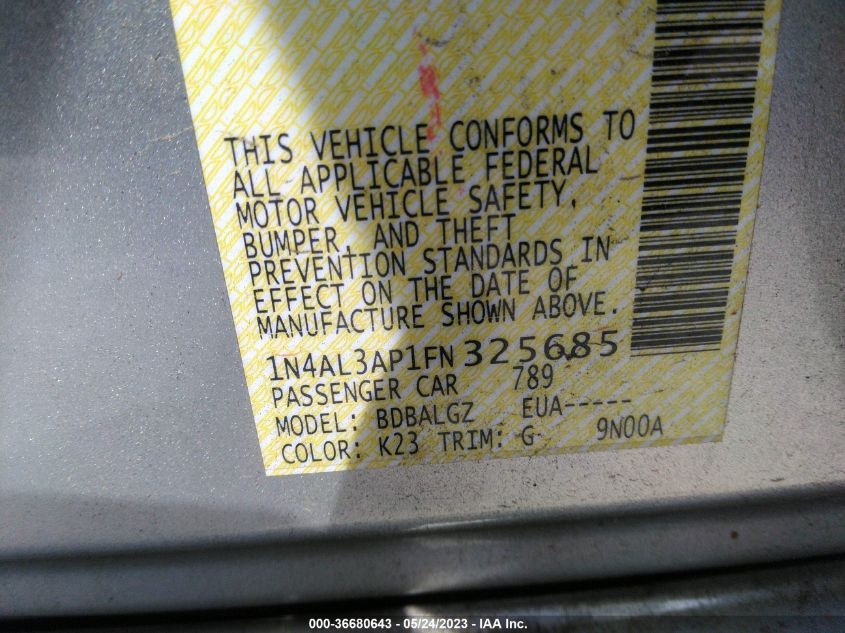 THIS VEHICLE CONFORMS TO
ALL APPLICABLE FEDERAL
MOTOR VEHICLE SAFETY,
BUMPER, AND THEFT
PREVENTION STANDARDS IN
EFFECT ON THE DATE OF
MANUFACTURE SHOWN ABOVE.
1N4AL3AP1FN325685
PASSENGER CAR 789
MODEL: BDBALGZ EUA-----
COLOR: K23 TRIM: G 9N00A
000-36680643 - 05/24/2023 - IAA Inc.